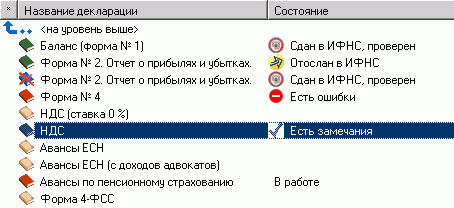 * Название декларации Состояние
<на уровень выше>
Баланс (форма № 1) Сдан в ИФНС, проверен
Форма № 2. Отчет о прибылях и убытках. Отослан в ИФНС
Форма № 2. Отчет о прибылях и убытках. Сдан в ИФНС, проверен
Форма № 4 Есть ошибки
НДС (ставка 0 %)
НДС Есть замечания
Авансы ЕСН
Авансы ЕСН (с доходов адвокатов)
Авансы по пенсионному страхованию В работе
Форма 4-ФСС